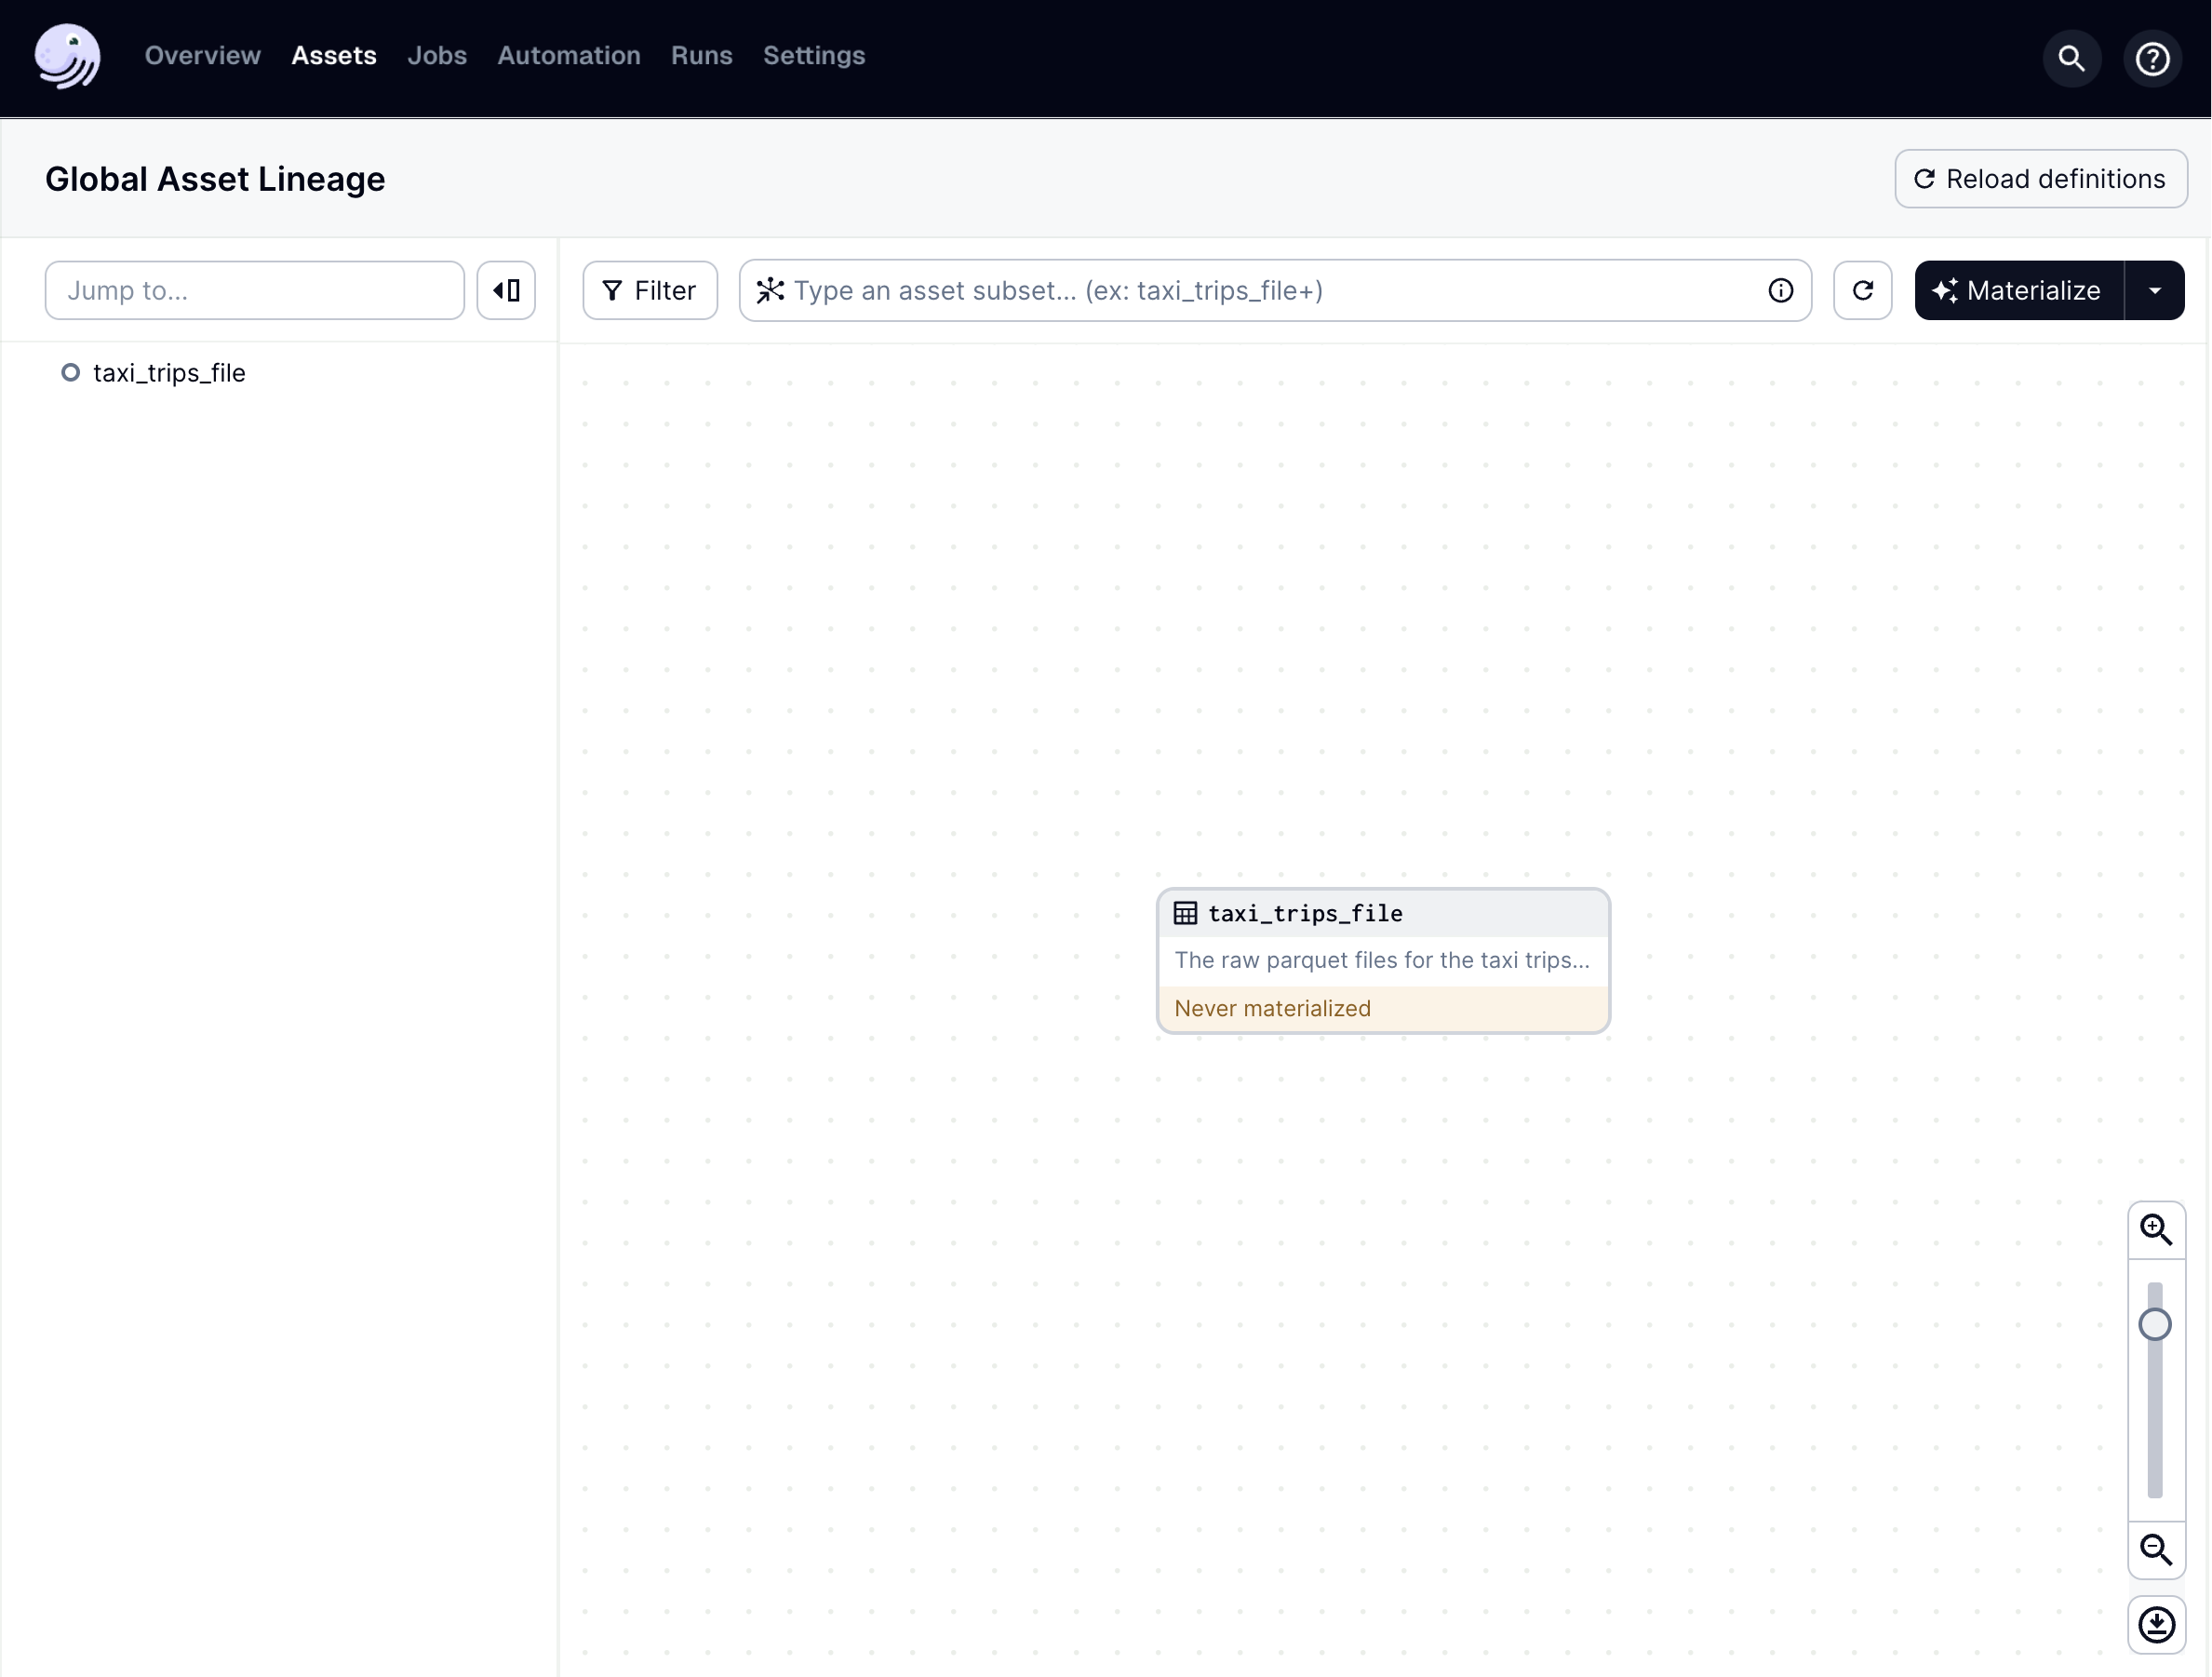 Overview Assets Jobs Automation Runs Settings
Global Asset Lineage
Reload definitions
Jump to...
Filter
Type an asset subset... (ex: taxi_trips_file+)
Materialize
taxi_trips_file
taxi_trips_file
The raw parquet files for the taxi trips...
Never materialized